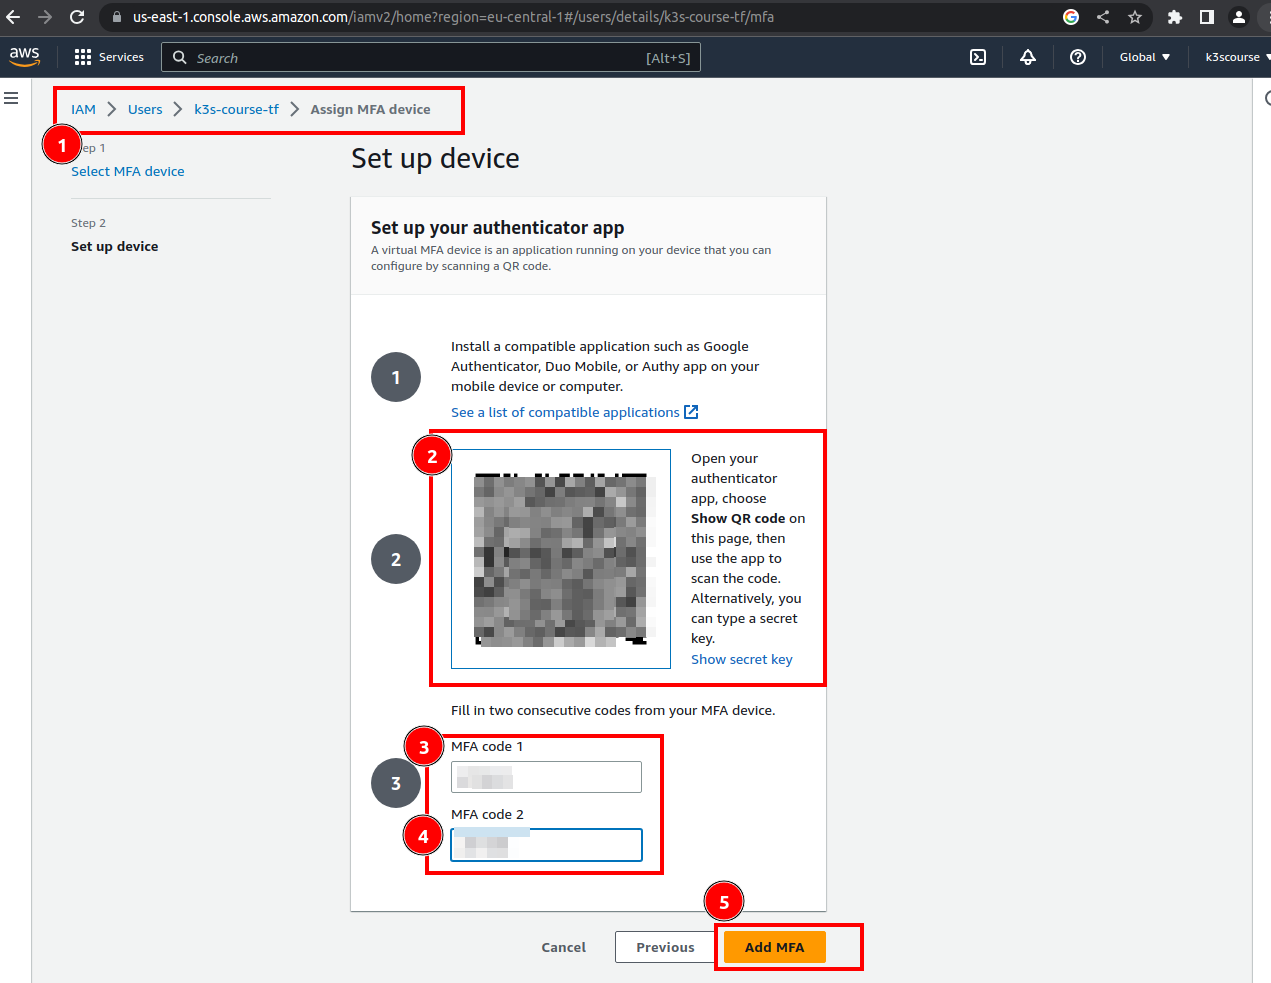 us-east-1.console.aws.amazon.com/iamv2/home?region=eu-central-1#/users/details/k3s-course-tf/mfa
aws Services Search [Alt+S] Global k3scourse
IAM Users k3s-course-tf Assign MFA device
1
ep 1
Select MFA device
Step 2
Set up device
Set up device
Set up your authenticator app
A virtual MFA device is an application running on your device that you can
configure by scanning a QR code.
1
Install a compatible application such as Google
Authenticator, Duo Mobile, or Authy app on your
mobile device or computer.
See a list of compatible applications
2
2
Open your
authenticator
app, choose
Show QR code on
this page, then
use the app to
scan the code.
Alternatively, you
can type a secret
key.
Show secret key
Fill in two consecutive codes from your MFA device.
3
3
MFA code 1
4
MFA code 2
5
Cancel Previous Add MFA